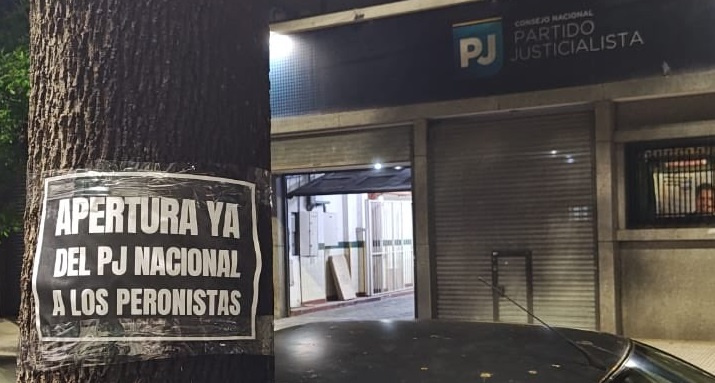 APERTURA YA
DEL PJ NACIONAL
A LOS PERONISTAS
PJ
CONSEJO NACIONAL
PARTIDO
JUSTICIALISTA